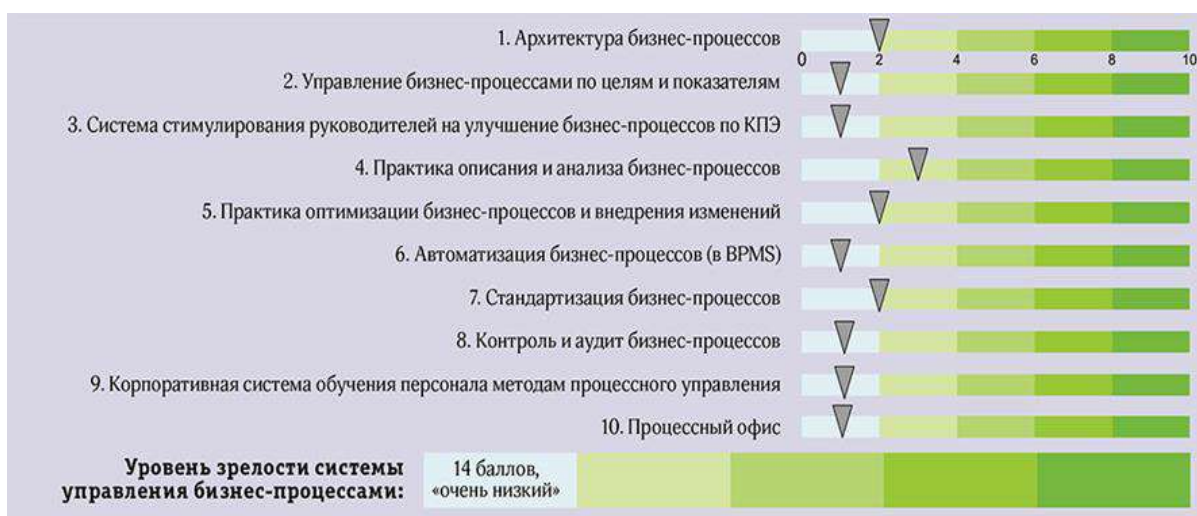 1. Архитектура бизнес-процессов
0 2 4 6 8 10
2. Управление бизнес-процессами по целям и показателям
3. Система стимулирования руководителей на улучшение бизнес-процессов по КПЭ
4. Практика описания и анализа бизнес-процессов
5. Практика оптимизации бизнес-процессов и внедрения изменений
6. Автоматизация бизнес-процессов (в BPMS)
7. Стандартизация бизнес-процессов
8. Контроль и аудит бизнес-процессов
9. Корпоративная система обучения персонала методам процессного управления
10. Процессный офис
Уровень зрелости системы
управления бизнес-процессами:
14 баллов,
«очень низкий»